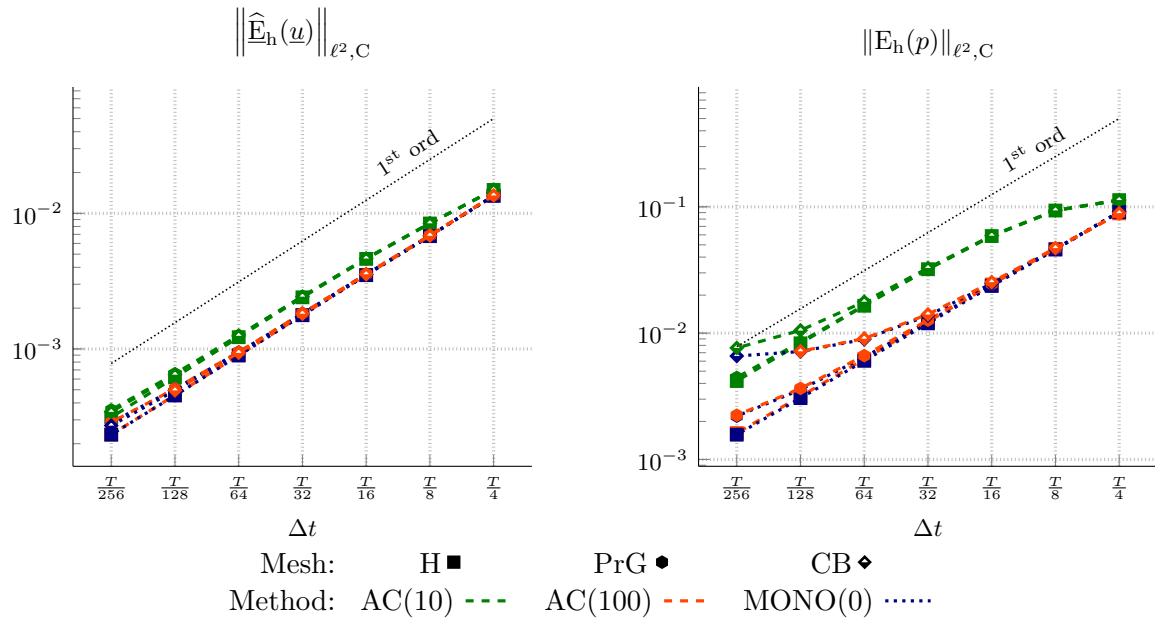 ‖Ê_h(u)‖_{ℓ²,C}
‖E_h(p)‖_{ℓ²,C}
1st ord
10^{-2}
10^{-3}
T/256 T/128 T/64 T/32 T/16 T/8 T/4
Δt
1st ord
10^{-1}
10^{-2}
10^{-3}
T/256 T/128 T/64 T/32 T/16 T/8 T/4
Δt
Mesh: H PrG CB
Method: AC(10) AC(100) MONO(0)